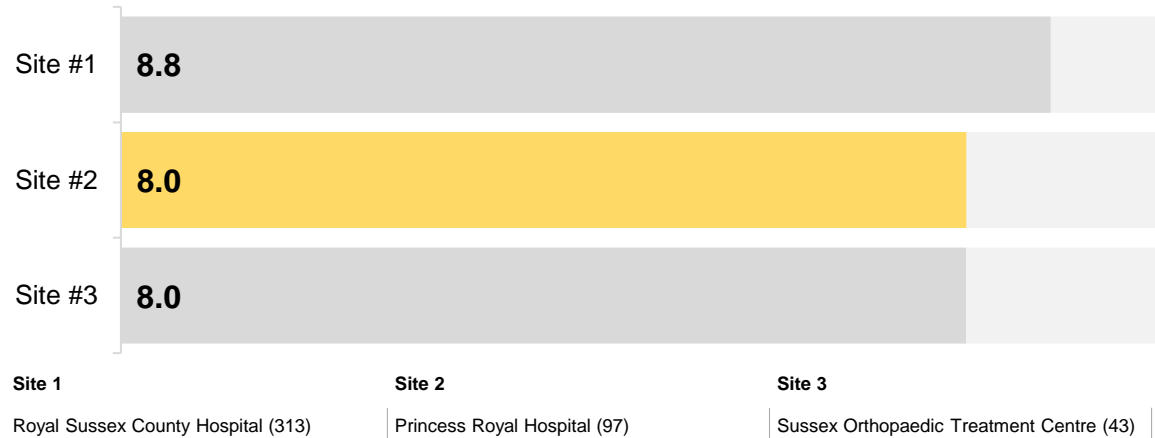 Site #1 8.8
Site #2 8.0
Site #3 8.0
Site 1 Site 2 Site 3
Royal Sussex County Hospital (313) Princess Royal Hospital (97) Sussex Orthopaedic Treatment Centre (43)